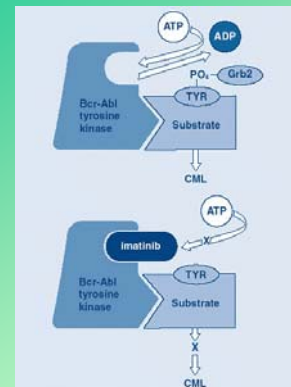 ATP
ADP
PO₄
Grb2
TYR
Bcr-Abl
tyrosine
kinase
Substrate
CML
ATP
imatinib
X
TYR
Bcr-Abl
tyrosine
kinase
Substrate
X
CML